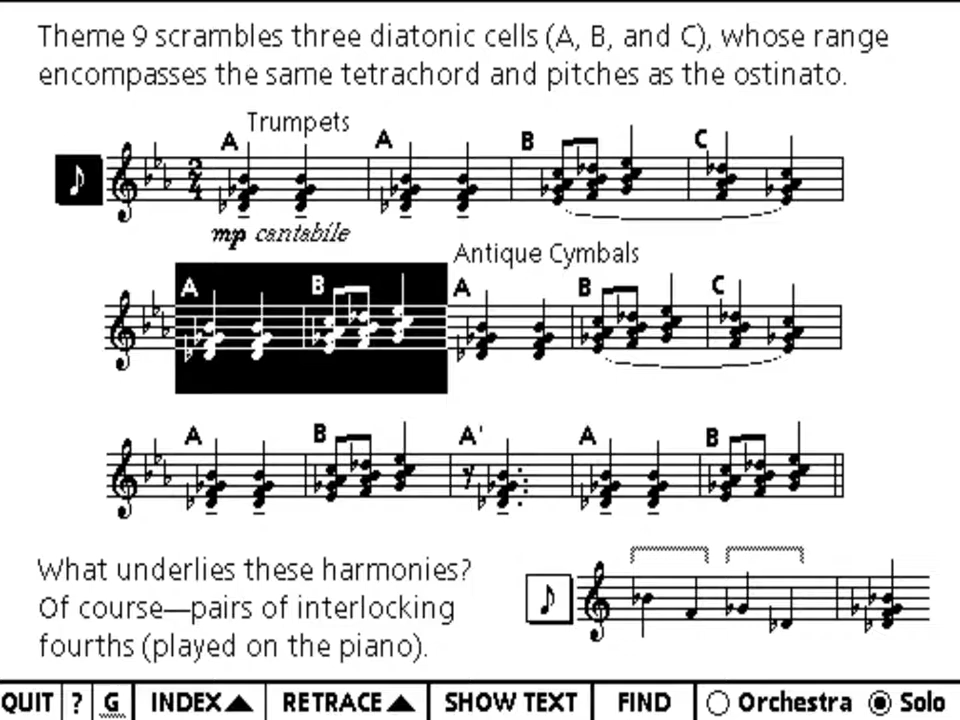 Theme 9 scrambles three diatonic cells (A, B, and C), whose range
encompasses the same tetrachord and pitches as the ostinato.
Trumpets
A A B C
2
4
mp cantabile
Antique Cymbals
A B A B C
A B A' A B
What underlies these harmonies?
Of course—pairs of interlocking
fourths (played on the piano).
QUIT ? G INDEX RETRACE SHOW TEXT FIND Orchestra Solo